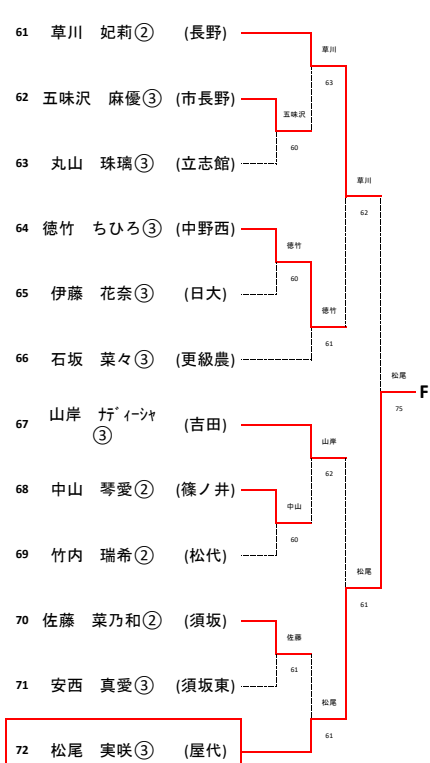 61 草川 妃莉② (長野)
草川
63
62 五味沢 麻優③ (市長野)
五味沢
60
63 丸山 珠璃③ (立志館)
草川
62
64 徳竹 ちひろ③ (中野西)
徳竹
60
65 伊藤 花奈③ (日大)
徳竹
61
66 石坂 菜々③ (更級農)
松尾
F
75
67 山岸 ﾅﾃﾞｨｰｼｬ
③ (吉田)
山岸
62
68 中山 琴愛② (篠ノ井)
中山
60
69 竹内 瑞希② (松代)
松尾
61
70 佐藤 菜乃和② (須坂)
佐藤
61
71 安西 真愛③ (須坂東)
松尾
61
72 松尾 実咲③ (屋代)